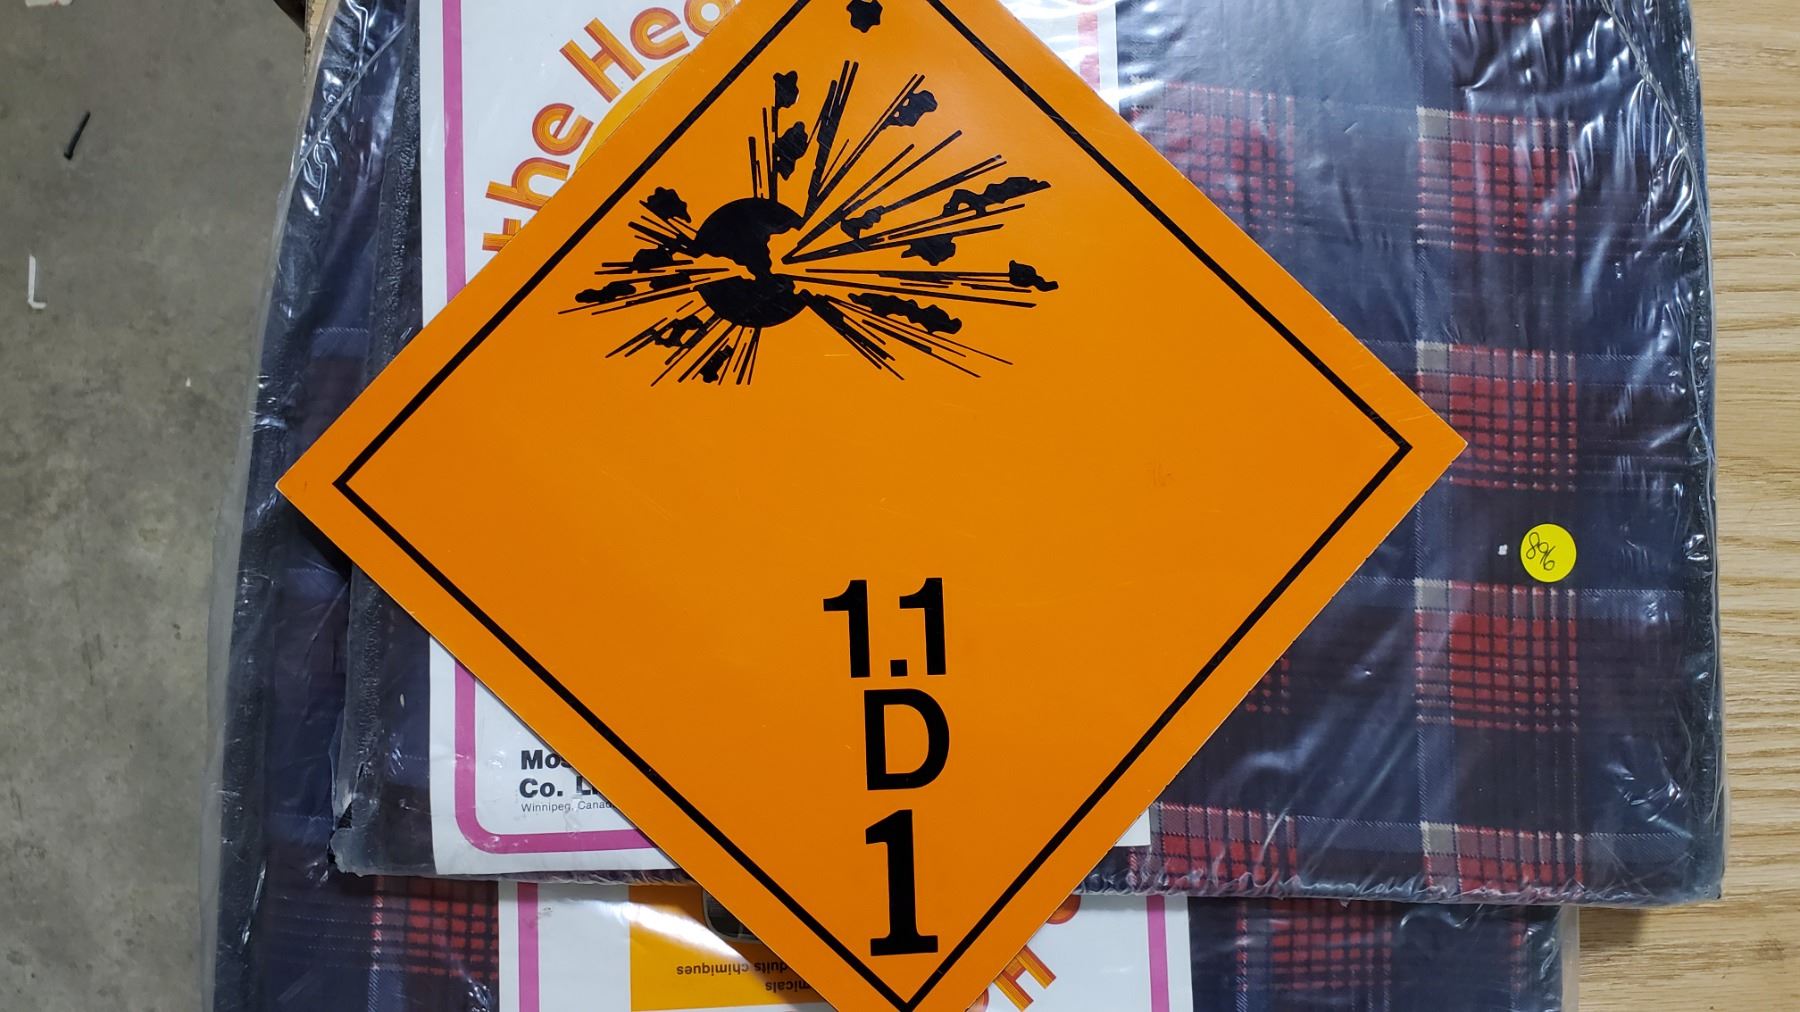 the Hea
1.1
D
1
Co. L
Winnipeg, Canad
duits chimiques
micals